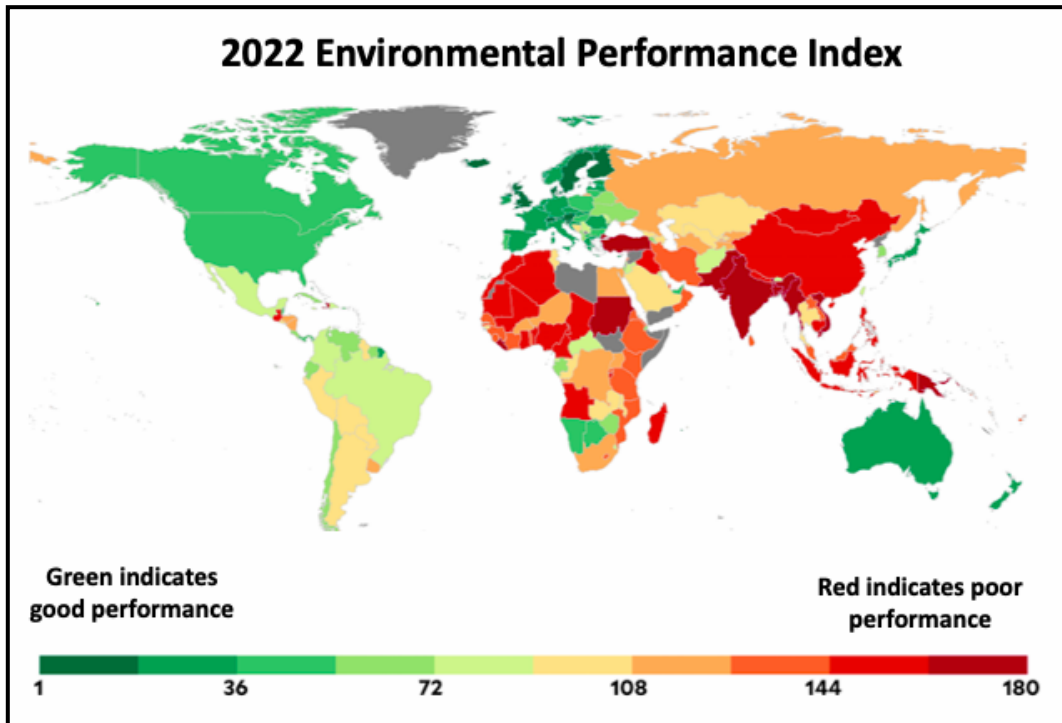 2022 Environmental Performance Index
Green indicates
good performance
Red indicates poor
performance
1 36 72 108 144 180